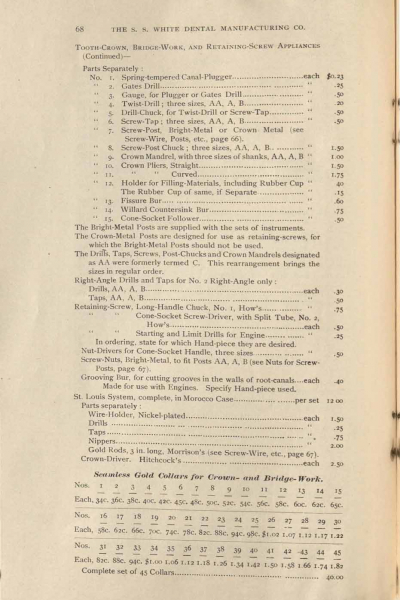 68 THE S. S. WHITE DENTAL MANUFACTURING CO.
TOOTH-CROWN, BRIDGE-WORK, AND RETAINING-SCREW APPLIANCES
(Continued)—
Parts Separately:
No. 1. Spring-tempered Canal-Plugger........each $0.23
" 2. Gates Drill........ " .25
" 3. Gauge, for Plugger or Gates Drill........ " .50
" 4. Twist-Drill; three sizes, AA, A, B........ " .20
" 5. Drill-Chuck, for Twist-Drill or Screw-Tap........ " .50
" 6. Screw-Tap; three sizes, AA, A, B........ " .50
" 7. Screw-Post, Bright-Metal or Crown Metal (see
Screw-Wire, Posts, etc., page 66).
" 8. Screw-Post Chuck; three sizes, AA, A, B........ " 1.50
" 9. Crown Mandrel, with three sizes of shanks, AA, A, B " 1.00
" 10. Crown Pliers, Straight........ " 1.50
" 11. " " Curved........ " 1.75
" 12. Holder for Filling-Materials, including Rubber Cup " .40
The Rubber Cup of same, if Separate........ " .15
" 13. Fissure Bur........ " .60
" 14. Willard Countersink Bur........ " .75
" 15. Cone-Socket Follower........ " .50
The Bright-Metal Posts are supplied with the sets of instruments.
The Crown-Metal Posts are designed for use as retaining-screws, for
which the Bright-Metal Posts should not be used.
The Drills, Taps, Screws, Post-Chucks and Crown Mandrels designated
as AA were formerly termed C. This rearrangement brings the
sizes in regular order.
Right-Angle Drills and Taps for No. 2 Right-Angle only:
Drills, AA, A, B........each .30
Taps, AA, A, B........ " .50
Retaining-Screw, Long-Handle Chuck, No. 1, How's........ " .75
" " Cone-Socket Screw-Driver, with Split Tube, No. 2,
How's........each .50
" " Starting and Limit Drills for Engine........ " .25
In ordering, state for which Hand-piece they are desired.
Nut-Drivers for Cone-Socket Handle, three sizes........ " .50
Screw-Nuts, Bright-Metal, to fit Posts AA, A, B (see Nuts for Screw-
Posts, page 67).
Grooving Bur, for cutting grooves in the walls of root-canals...each .40
Made for use with Engines. Specify Hand-piece used.
St. Louis System, complete, in Morocco Case........per set 12 00
Parts separately:
Wire-Holder, Nickel-plated........each 1.50
Drills........ " .25
Taps........ " .75
Nippers........ " 2.00
Gold Rods, 3 in. long, Morrison's (see Screw-Wire, etc., page 67).
Crown-Driver. Hitchcock's........each 2.50
Seamless Gold Collars for Crown- and Bridge-Work.
Nos. 1 2 3 4 5 6 7 8 9 10 11 12 13 14 15
Each, 34c. 36c. 38c. 40c. 42c. 45c. 48c. 50c. 52c. 54c. 56c. 58c. 60c. 62c. 65c.
Nos. 16 17 18 19 20 21 22 23 24 25 26 27 28 29 30
Each, 58c. 62c. 66c. 70c. 74c. 78c. 82c. 88c. 94c. 98c. $1.02 1.07 1.12 1.17 1.22
Nos. 31 32 33 34 35 36 37 38 39 40 41 42 43 44 45
Each, 82c. 88c. 94c. $1.00 1.06 1.12 1.18 1.26 1.34 1.42 1.50 1.58 1.66 1.74 1.82
Complete set of 45 Collars........ 40.00